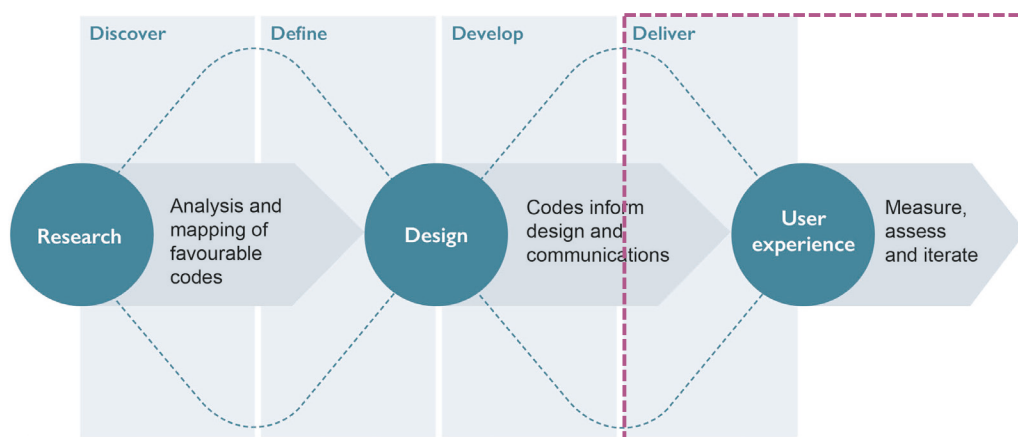 Discover
Define
Develop
Deliver
Research
Analysis and
mapping of
favourable
codes
Design
Codes inform
design and
communications
User
experience
Measure,
assess
and iterate